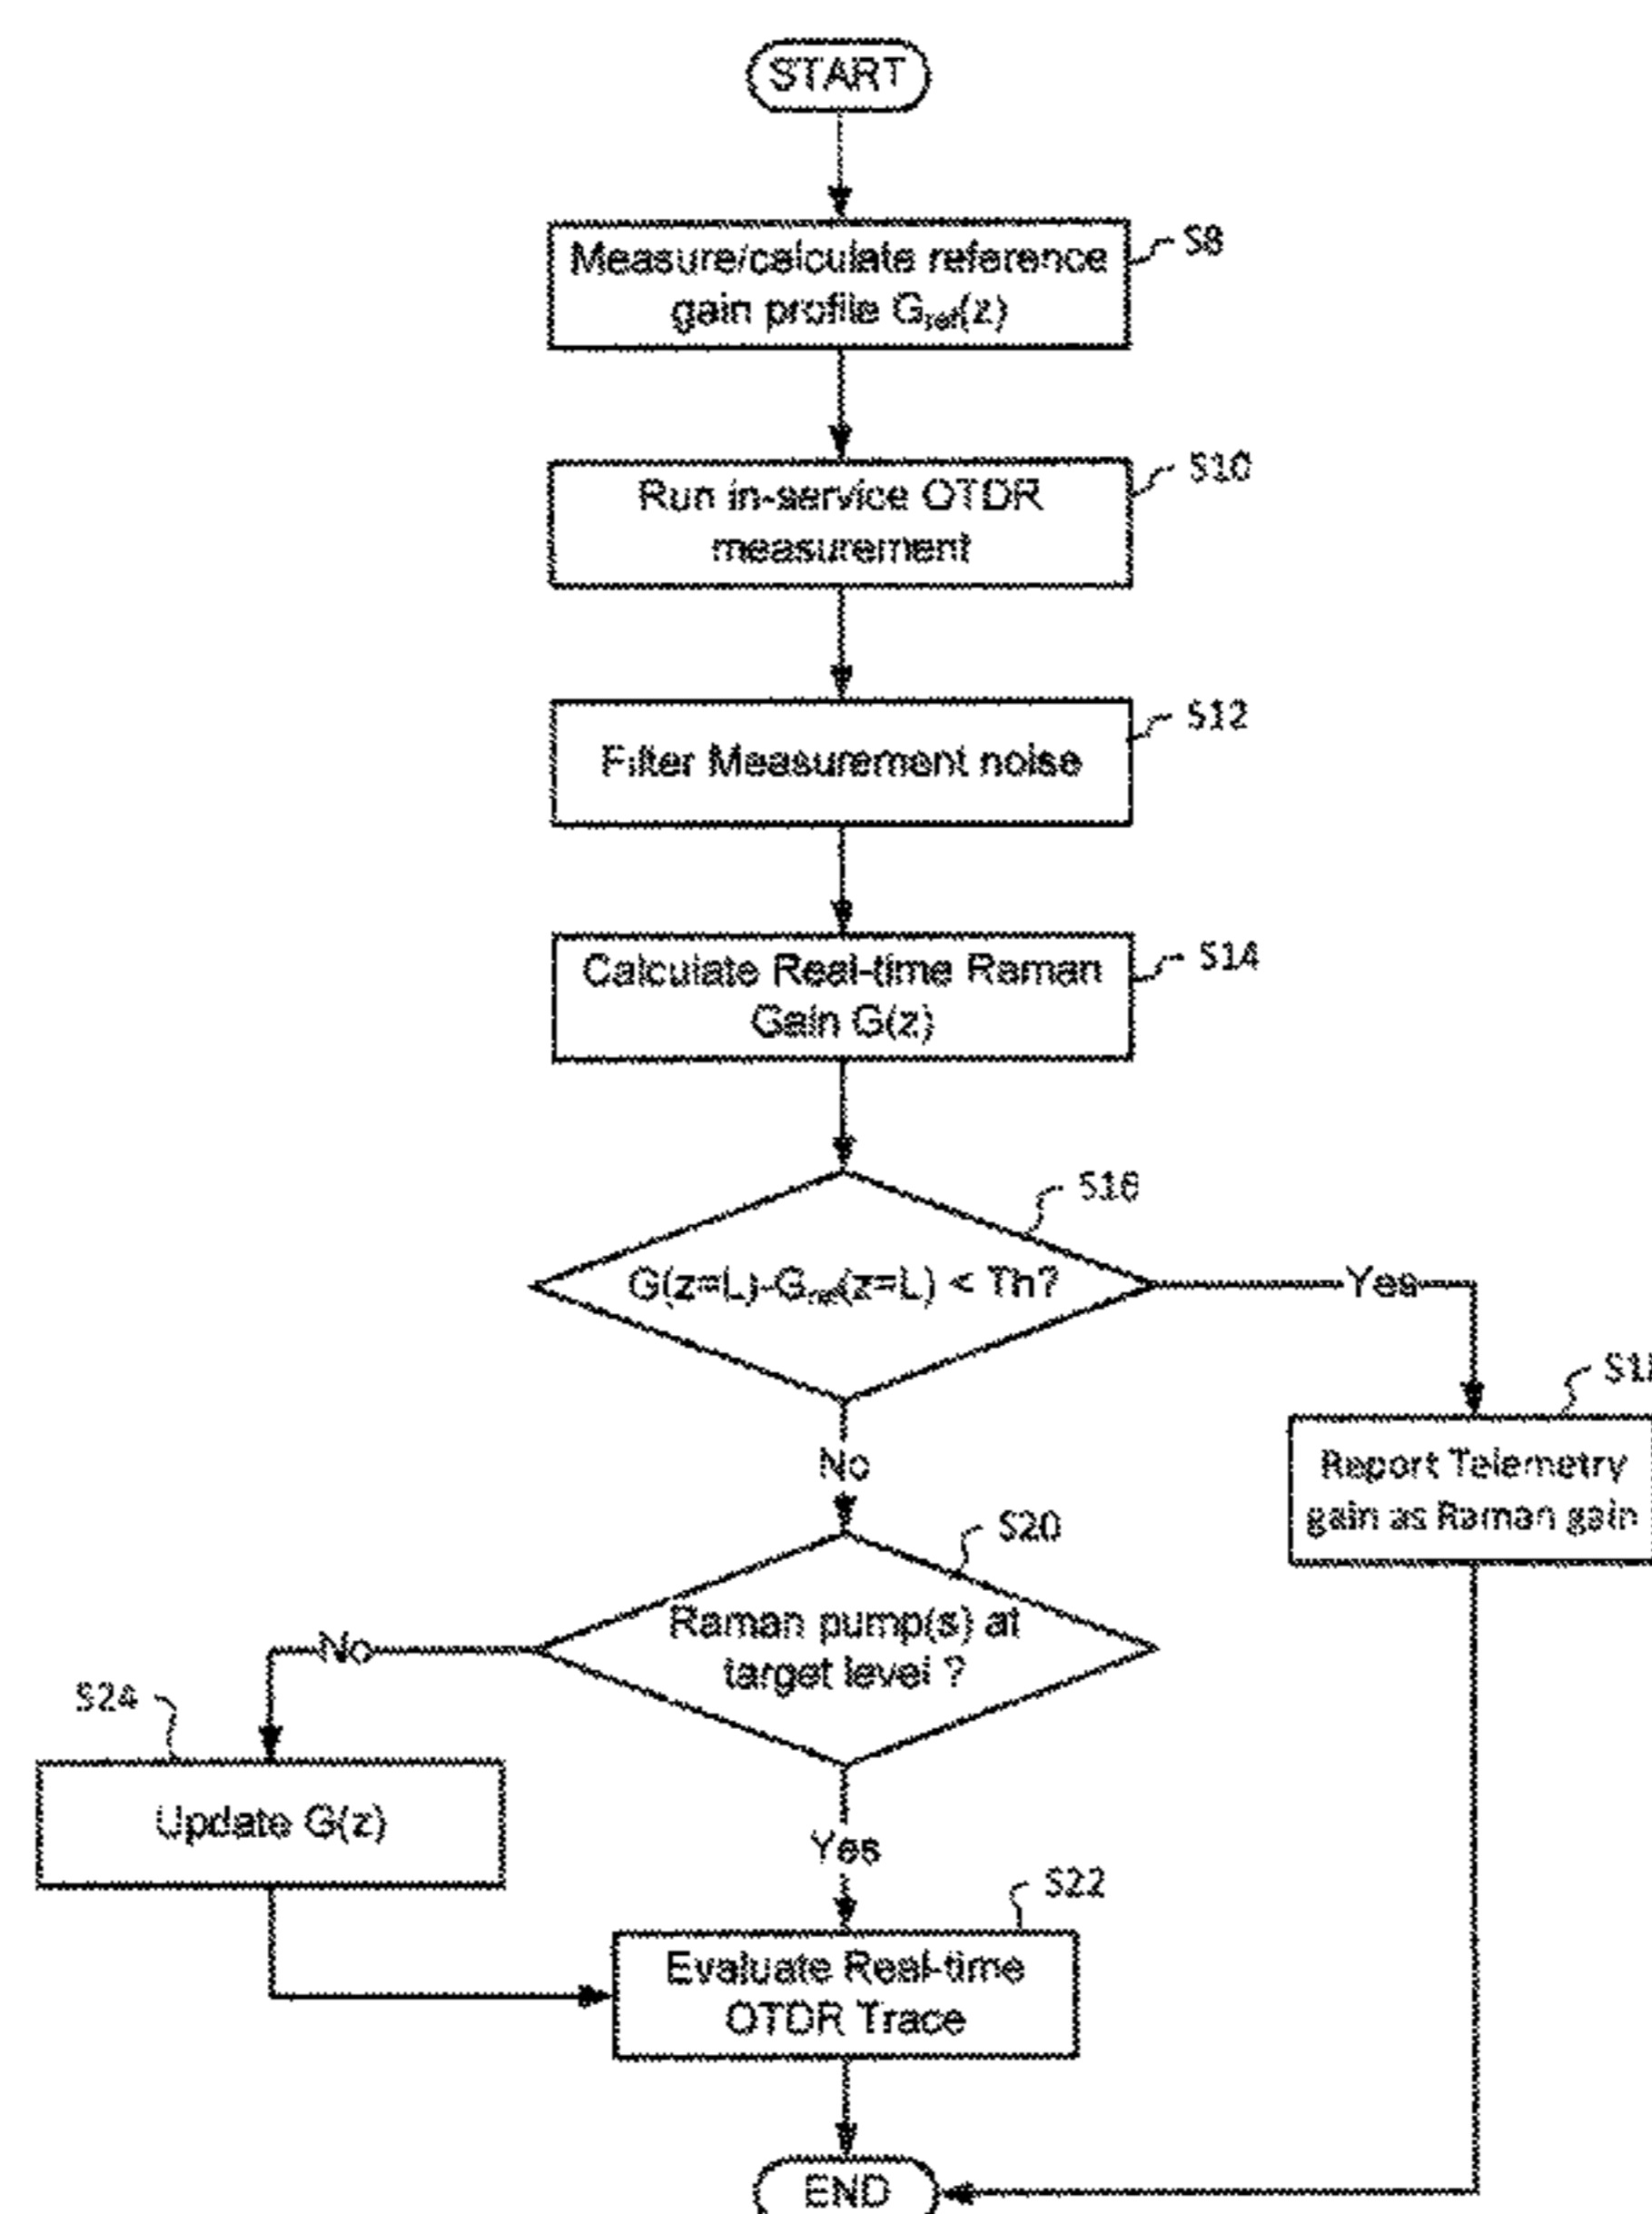 START
Measure/calculate reference
gain profile Gref(z)
S8
Run in-service OTDR
measurement
S10
Filter Measurement noise
S12
Calculate Real-time Raman
Gain G(z)
S14
G(z=L)-Gref(z=L) < Th?
S16
Yes
No
Report Telemetry
gain as Raman gain
Raman pump(s) at
target level ?
S20
No
S24
Update G(z)
Yes
S22
Evaluate Real-time
OTDR Trace
END